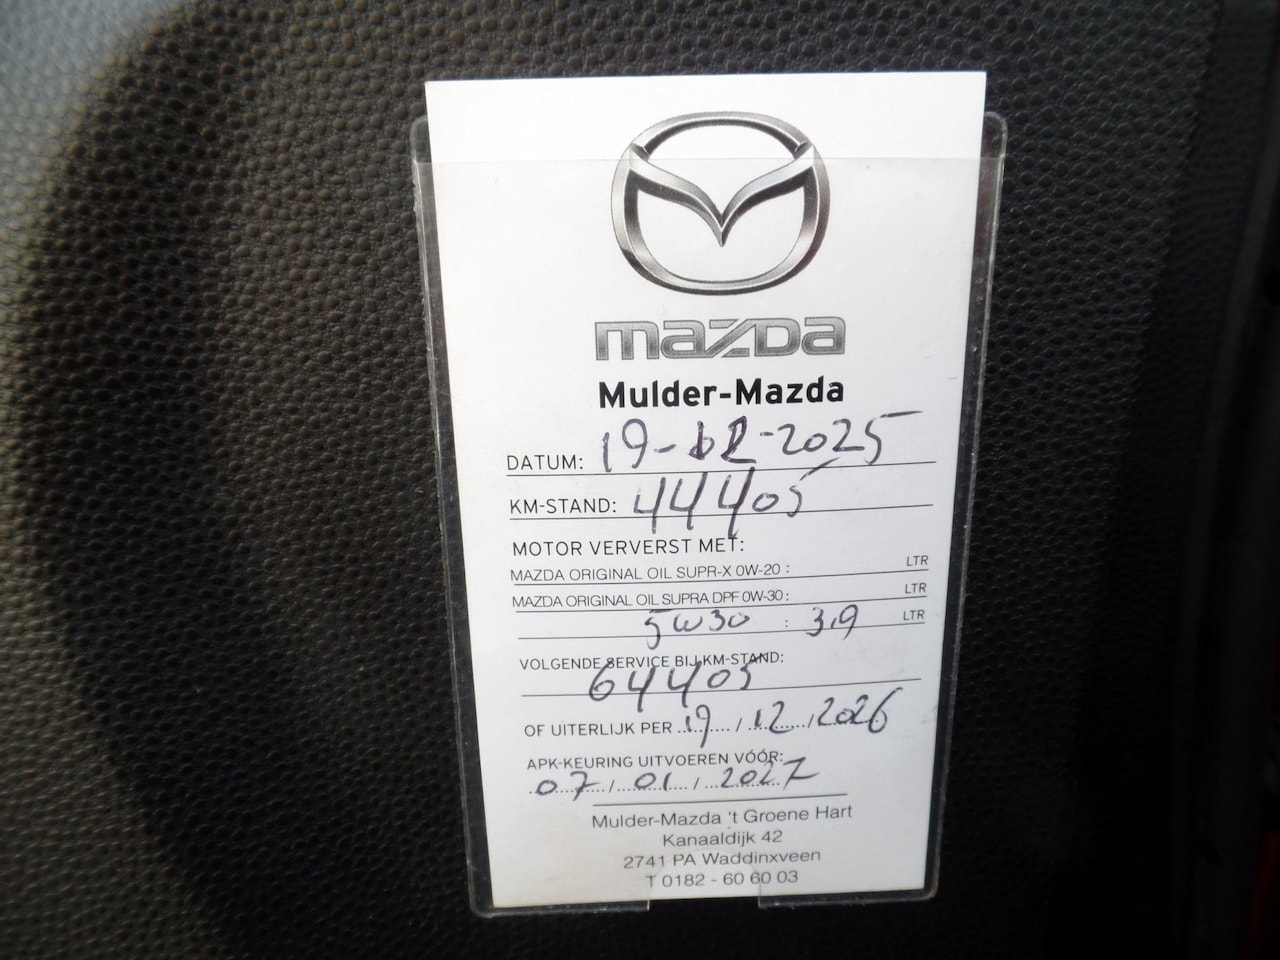 mazda
Mulder-Mazda
DATUM: 19-12-2025
KM-STAND: 44405
MOTOR VERVERST MET:
MAZDA ORIGINAL OIL SUPR-X 0W-20 : LTR
MAZDA ORIGINAL OIL SUPRA DPF 0W-30 : LTR
5W30 : 3,9 LTR
VOLGENDE SERVICE BIJ KM-STAND:
64405
OF UITERLIJK PER 19 / 12 / 2026
APK-KEURING UITVOEREN VÓÓR:
07 / 01 / 2027
Mulder-Mazda 't Groene Hart
Kanaaldijk 42
2741 PA Waddinxveen
T 0182 - 60 60 03